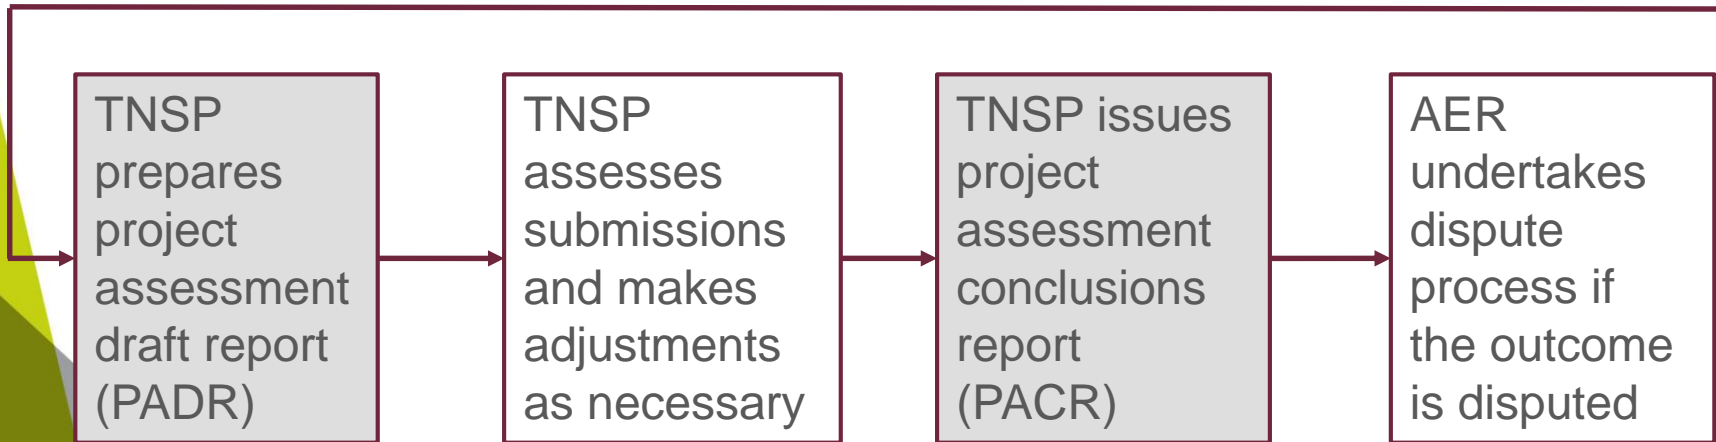 TNSP
prepares
project
assessment
draft report
(PADR)
TNSP
assesses
submissions
and makes
adjustments
as necessary
TNSP issues
project
assessment
conclusions
report
(PACR)
AER
undertakes
dispute
process if
the outcome
is disputed